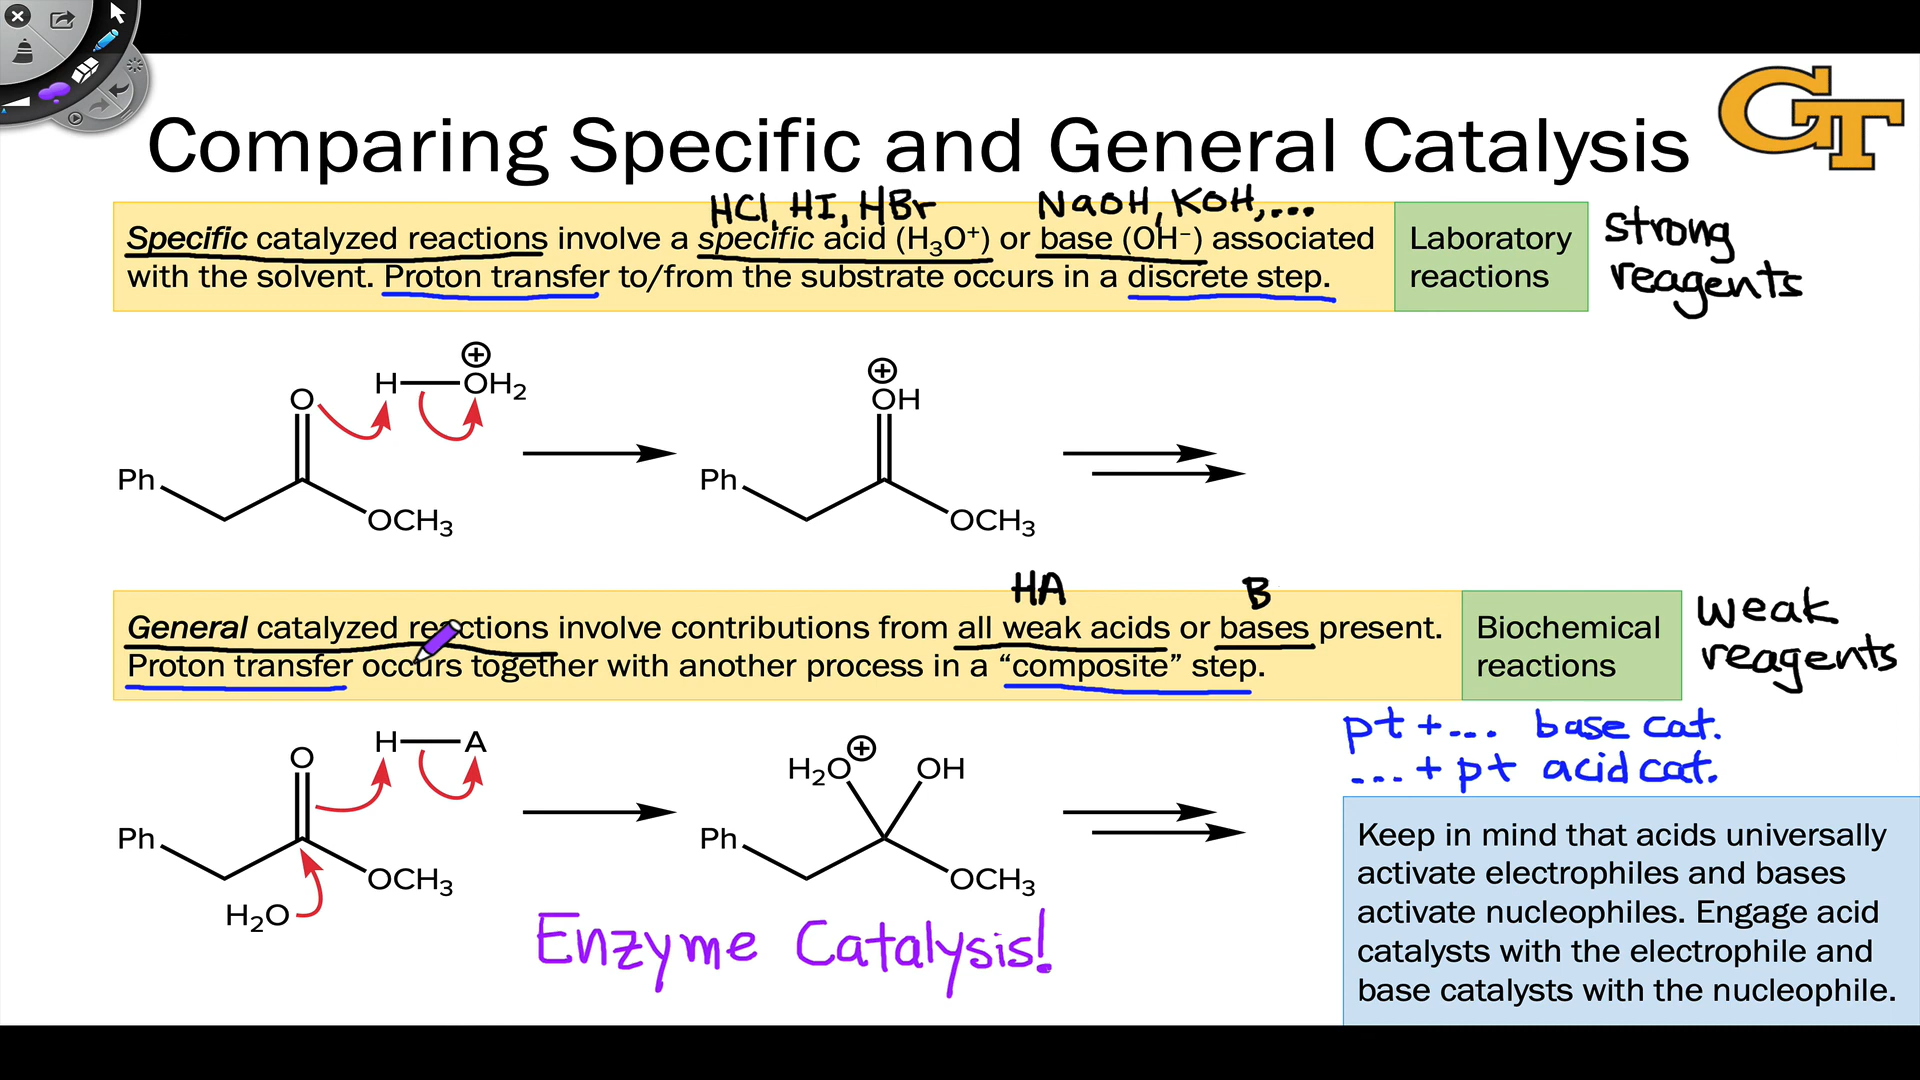 Comparing Specific and General Catalysis
GT
HCl, HI, HBr NaOH, KOH, ...
Specific catalyzed reactions involve a specific acid (H₃O⁺) or base (OH⁻) associated
with the solvent. Proton transfer to/from the substrate occurs in a discrete step.
Laboratory
reactions
strong
reagents
⊕
H OH₂
O
Ph
OCH₃
⊕
OH
Ph
OCH₃
HA B
General catalyzed reactions involve contributions from all weak acids or bases present.
Proton transfer occurs together with another process in a “composite” step.
Biochemical
reactions
weak
reagents
pt + ... base cat.
... + pt acid cat.
H A
O
Ph
OCH₃
H₂O
⊕
H₂O OH
Ph
OCH₃
Enzyme Catalysis!
Keep in mind that acids universally
activate electrophiles and bases
activate nucleophiles. Engage acid
catalysts with the electrophile and
base catalysts with the nucleophile.